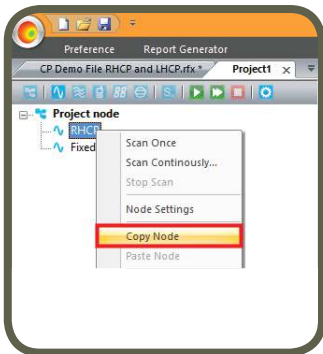 Preference Report Generator
CP Demo File RHCP and LHCP.rfx * Project1 x
Project node
RHCP
Fixed
Scan Once
Scan Continously...
Stop Scan
Node Settings
Copy Node
Paste Node